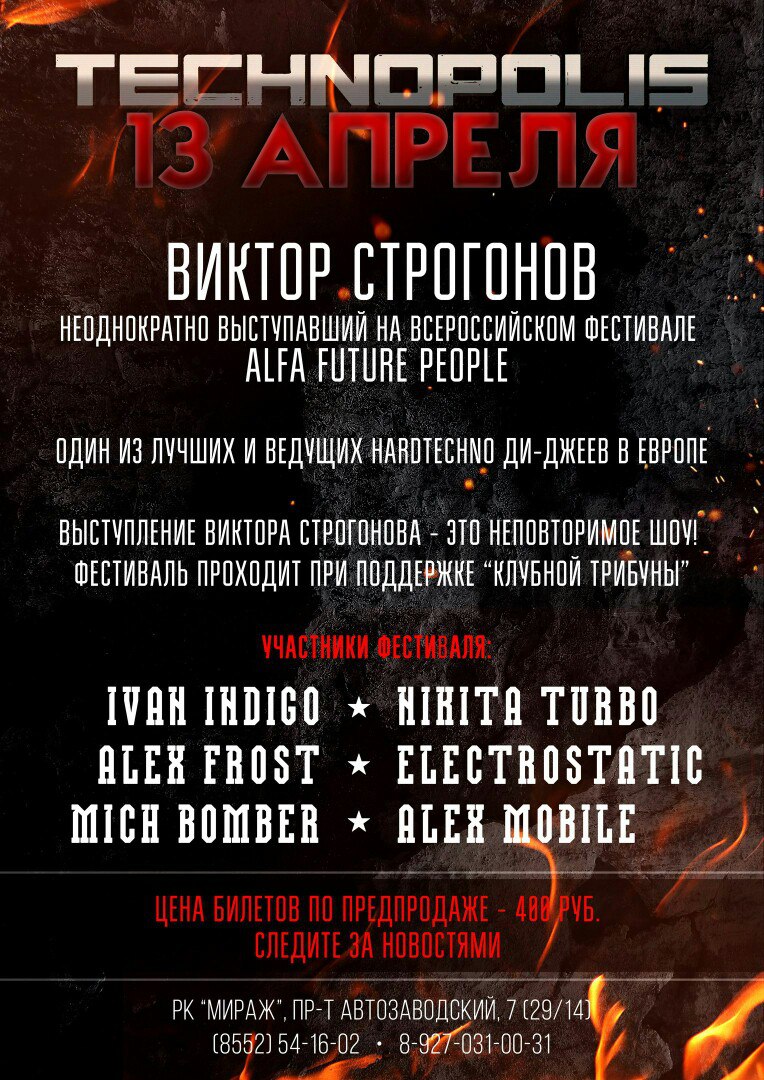 TECHNOPOLIS
13 АПРЕЛЯ
ВИКТОР СТРОГОНОВ
НЕОДНОКРАТНО ВЫСТУПАВШИЙ НА ВСЕРОССИЙСКОМ ФЕСТИВАЛЕ
ALFA FUTURE PEOPLE
ОДИН ИЗ ЛУЧШИХ И ВЕДУЩИХ HARDTECHNO ДИ-ДЖЕЕВ В ЕВРОПЕ
ВЫСТУПЛЕНИЕ ВИКТОРА СТРОГОНОВА - ЭТО НЕПОВТОРИМОЕ ШОУ!
ФЕСТИВАЛЬ ПРОХОДИТ ПРИ ПОДДЕРЖКЕ “КЛУБНОЙ ТРИБУНЫ”
УЧАСТНИКИ ФЕСТИВАЛЯ:
IVAN INDIGO ★ NIKITA TURBO
ALEX FROST ★ ELECTROSTATIC
MICH BOMBER ★ ALEX MOBILE
ЦЕНА БИЛЕТОВ ПО ПРЕДПРОДАЖЕ - 400 РУБ.
СЛЕДИТЕ ЗА НОВОСТЯМИ
РК “МИРАЖ”, ПР-Т АВТОЗАВОДСКИЙ, 7 (29/14)
(8552) 54-16-02 • 8-927-031-00-31